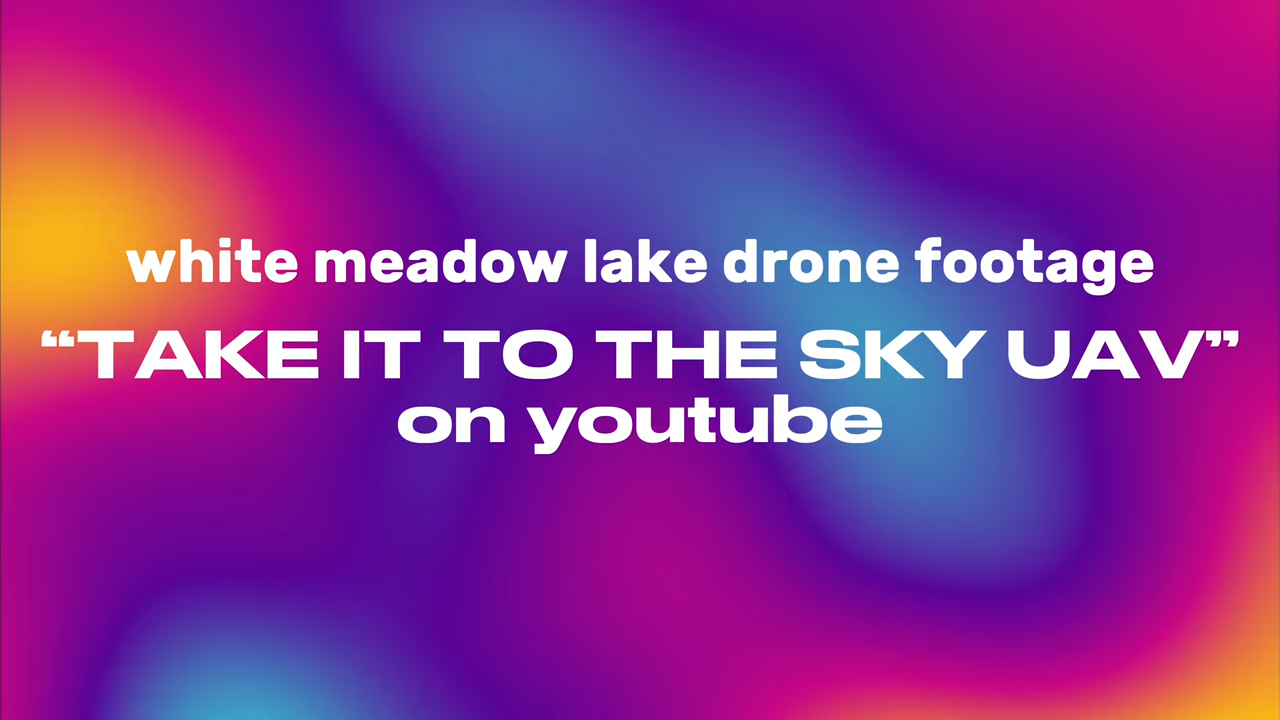 white meadow lake drone footage
“TAKE IT TO THE SKY UAV”
on youtube